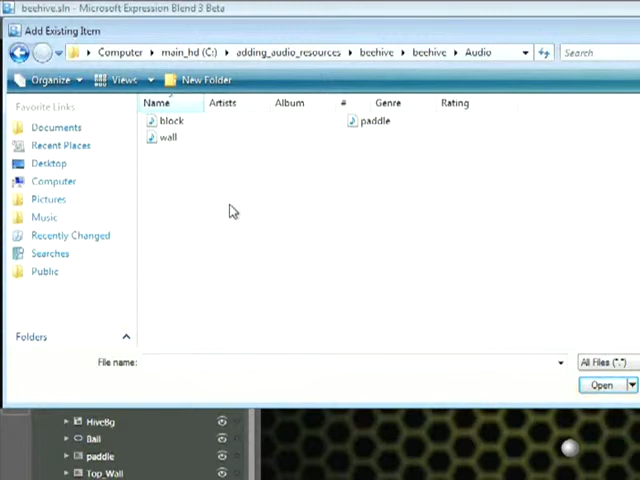 beehive.sln - Microsoft Expression Blend 3 Beta
Add Existing Item
Computer main_hd (C:) adding_audio_resources beehive beehive Audio Search
Organize Views New Folder
Favorite Links
Documents
Recent Places
Desktop
Computer
Pictures
Music
Recently Changed
Searches
Public
Folders
Name Artists Album # Genre Rating
block paddle
wall
File name: All Files (*.*)
Open
HiveBg
Ball
paddle
Top_Wall